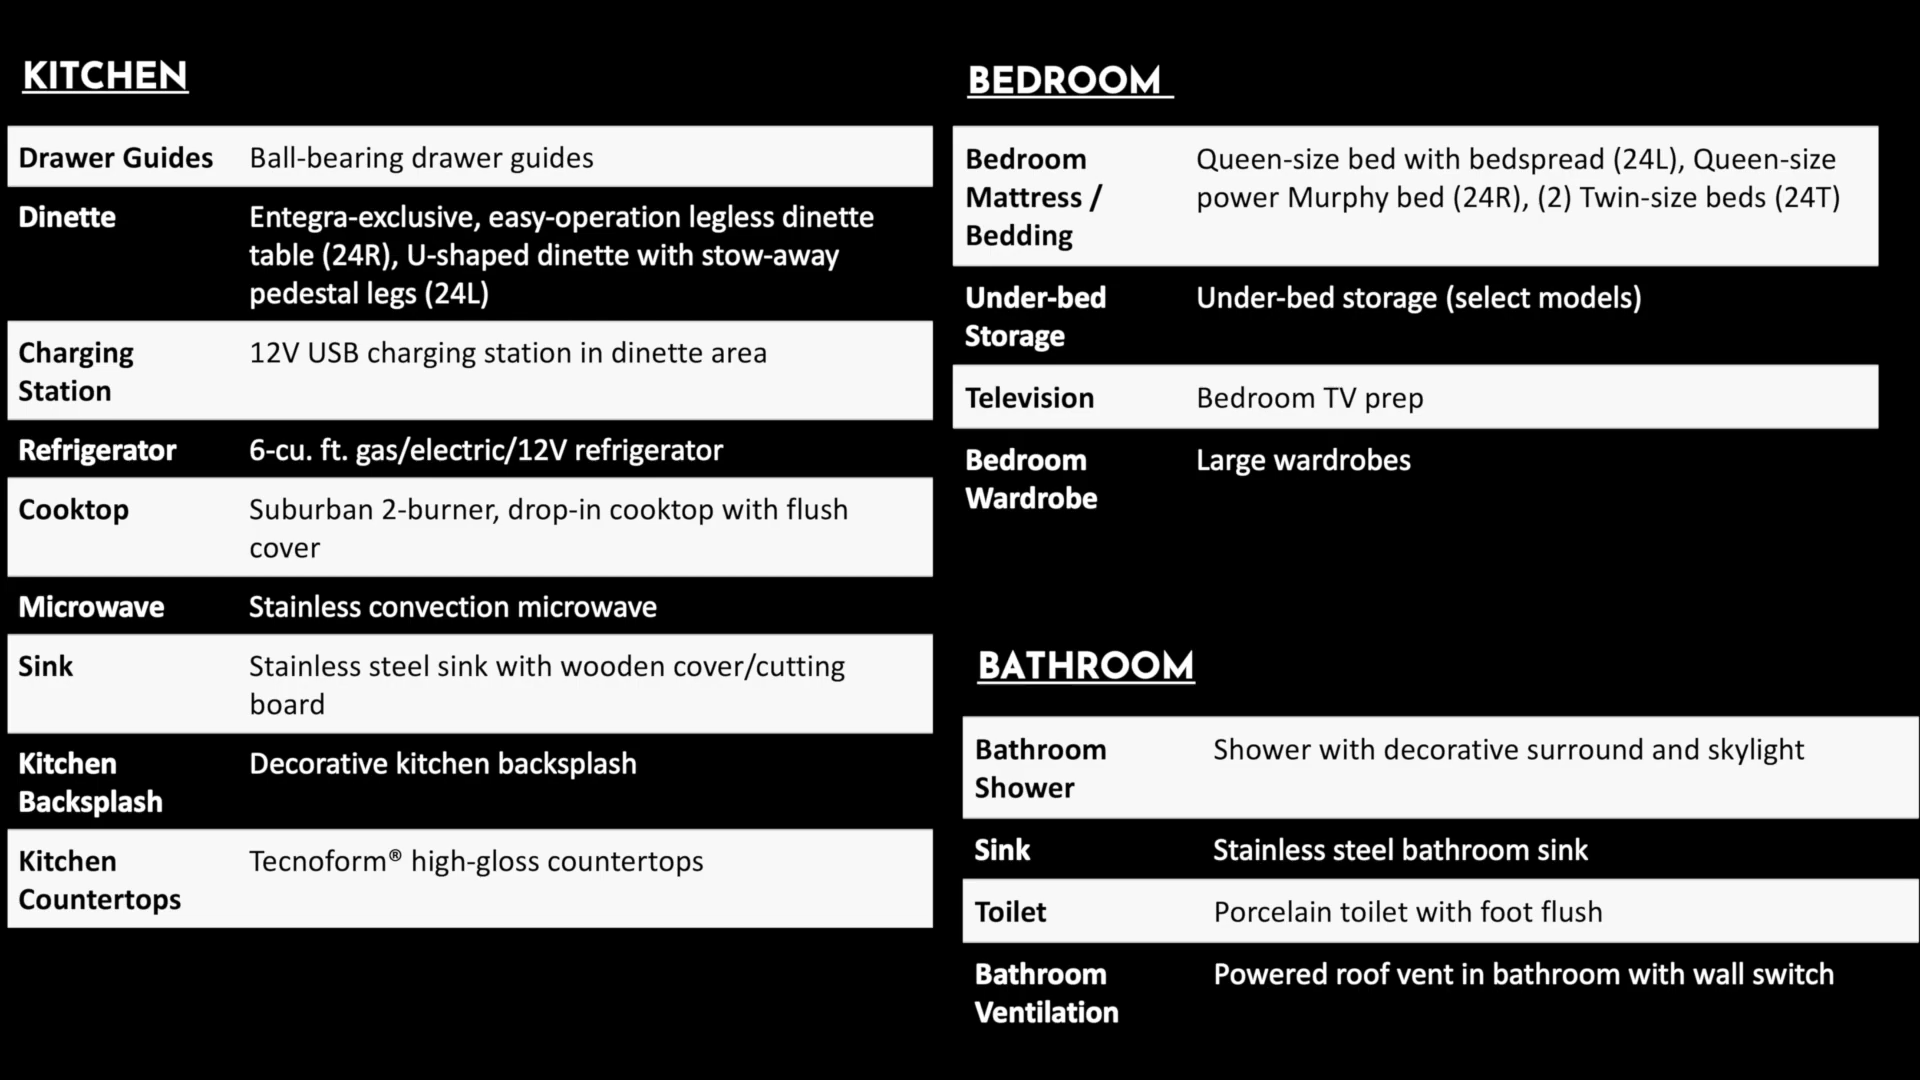 KITCHEN
Drawer Guides Ball-bearing drawer guides
Dinette Entegra-exclusive, easy-operation legless dinette
table (24R), U-shaped dinette with stow-away
pedestal legs (24L)
Charging 12V USB charging station in dinette area
Station
Refrigerator 6-cu. ft. gas/electric/12V refrigerator
Cooktop Suburban 2-burner, drop-in cooktop with flush
cover
Microwave Stainless convection microwave
Sink Stainless steel sink with wooden cover/cutting
board
Kitchen Decorative kitchen backsplash
Backsplash
Kitchen Tecnoform® high-gloss countertops
Countertops
BEDROOM
Bedroom Queen-size bed with bedspread (24L), Queen-size
Mattress / power Murphy bed (24R), (2) Twin-size beds (24T)
Bedding
Under-bed Under-bed storage (select models)
Storage
Television Bedroom TV prep
Bedroom Large wardrobes
Wardrobe
BATHROOM
Bathroom Shower with decorative surround and skylight
Shower
Sink Stainless steel bathroom sink
Toilet Porcelain toilet with foot flush
Bathroom Powered roof vent in bathroom with wall switch
Ventilation